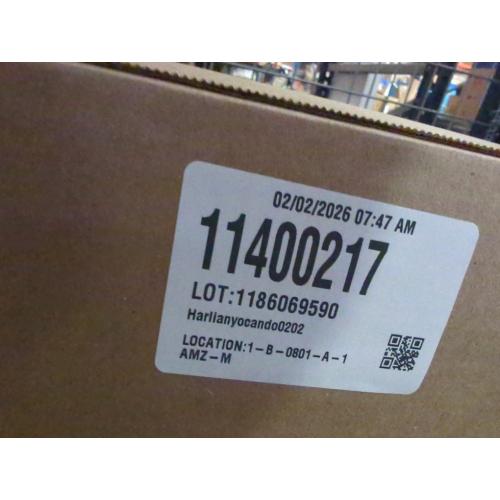 02/02/2026 07:47 AM
11400217
LOT:1186069590
Harlianyocando0202
LOCATION:1-B-0801-A-1
AMZ-M